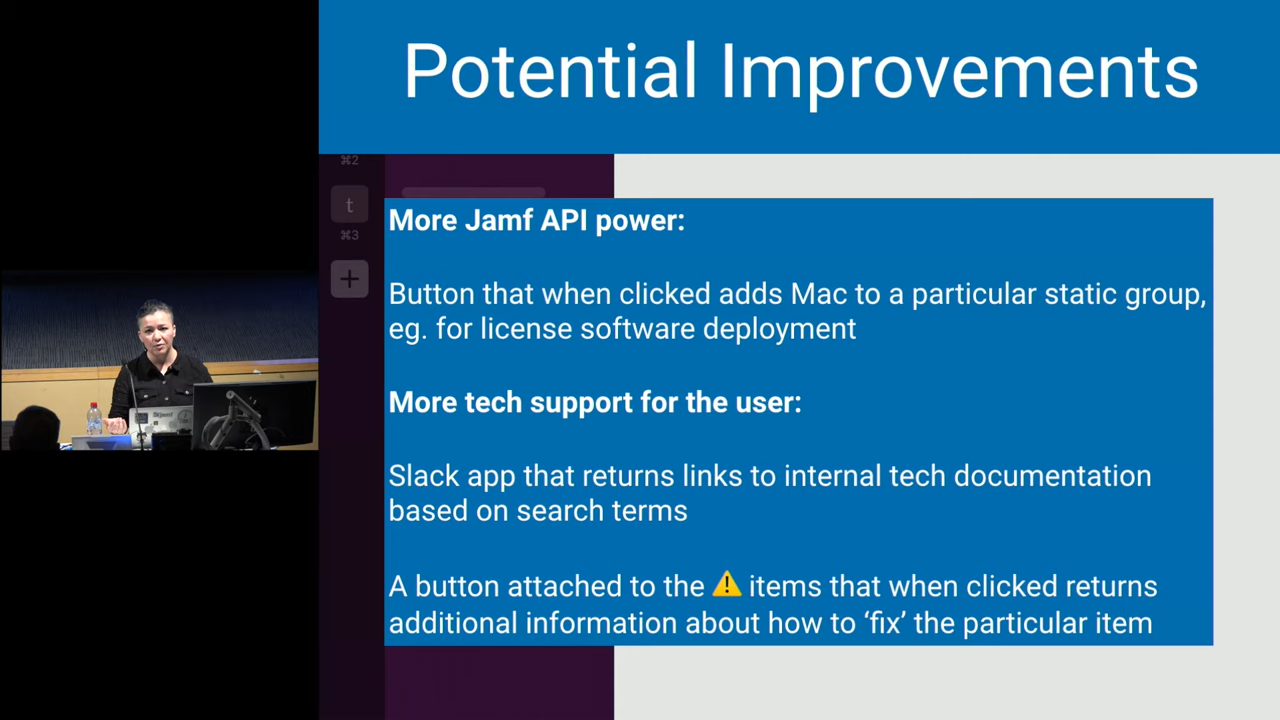 Potential Improvements
⌘2
t
⌘3
+
More Jamf API power:
Button that when clicked adds Mac to a particular static group,
eg. for license software deployment
More tech support for the user:
Slack app that returns links to internal tech documentation
based on search terms
A button attached to the ⚠️ items that when clicked returns
additional information about how to ‘fix’ the particular item
jamf